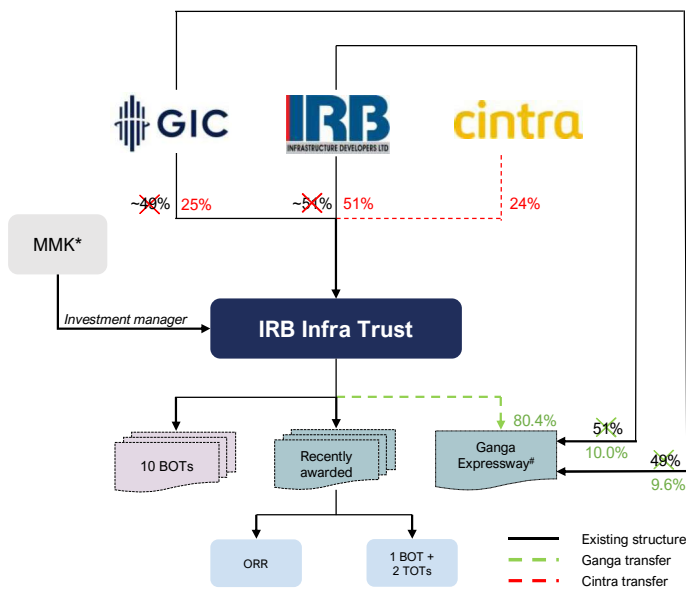 GIC
IRB
INFRASTRUCTURE DEVELOPERS LTD
cintra
~49%
25%
~51%
51%
24%
MMK*
Investment manager
IRB Infra Trust
80.4%
51%
10.0%
49%
9.6%
10 BOTs
Recently
awarded
Ganga
Expressway#
ORR
1 BOT +
2 TOTs
Existing structure
Ganga transfer
Cintra transfer